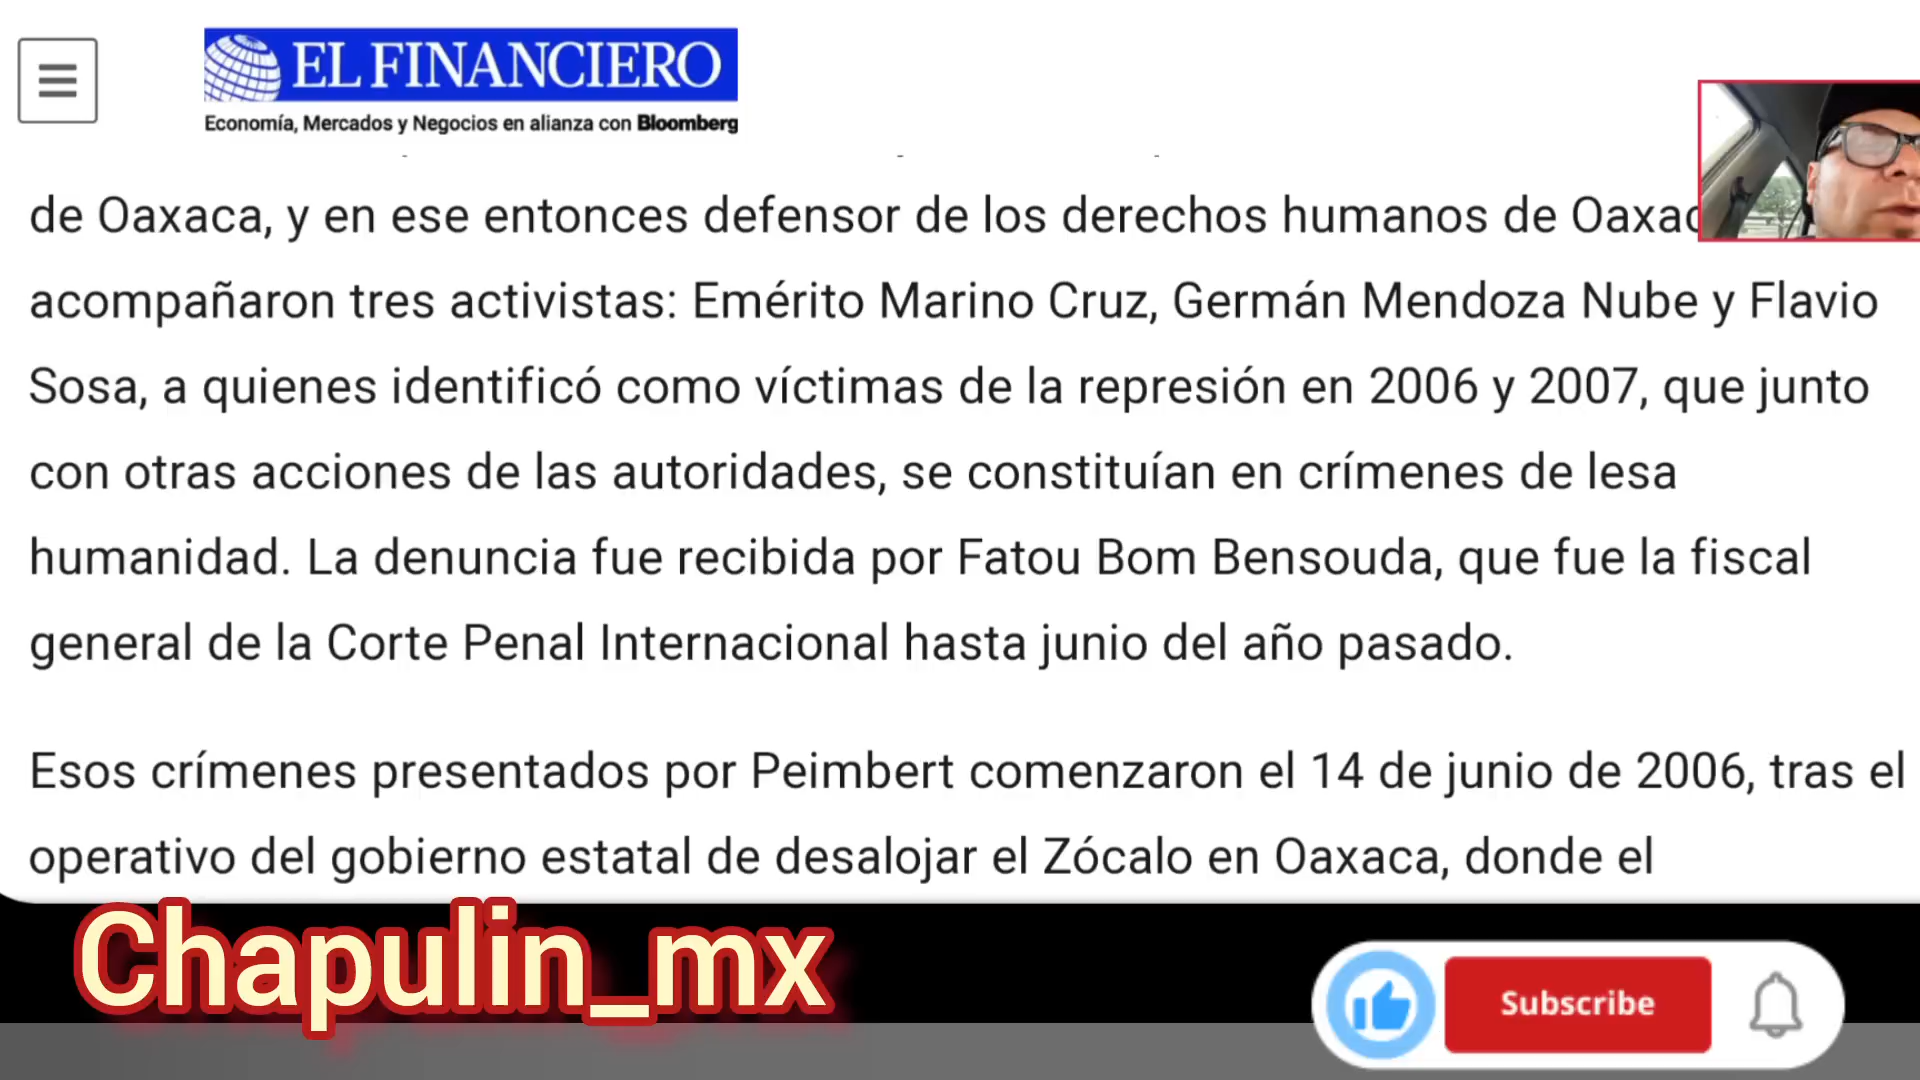 EL FINANCIERO
Economía, Mercados y Negocios en alianza con Bloomberg
de Oaxaca, y en ese entonces defensor de los derechos humanos de
acompañaron tres activistas: Emérito Marino Cruz, Germán Mendoza Nube y Flavio
Sosa, a quienes identificó como víctimas de la represión en 2006 y 2007, que junto
con otras acciones de las autoridades, se constituían en crímenes de lesa
humanidad. La denuncia fue recibida por Fatou Bom Bensouda, que fue la fiscal
general de la Corte Penal Internacional hasta junio del año pasado.
Esos crímenes presentados por Peimbert comenzaron el 14 de junio de 2006, tras el
operativo del gobierno estatal de desalojar el Zócalo en Oaxaca, donde el
Chapulin_mx
Subscribe